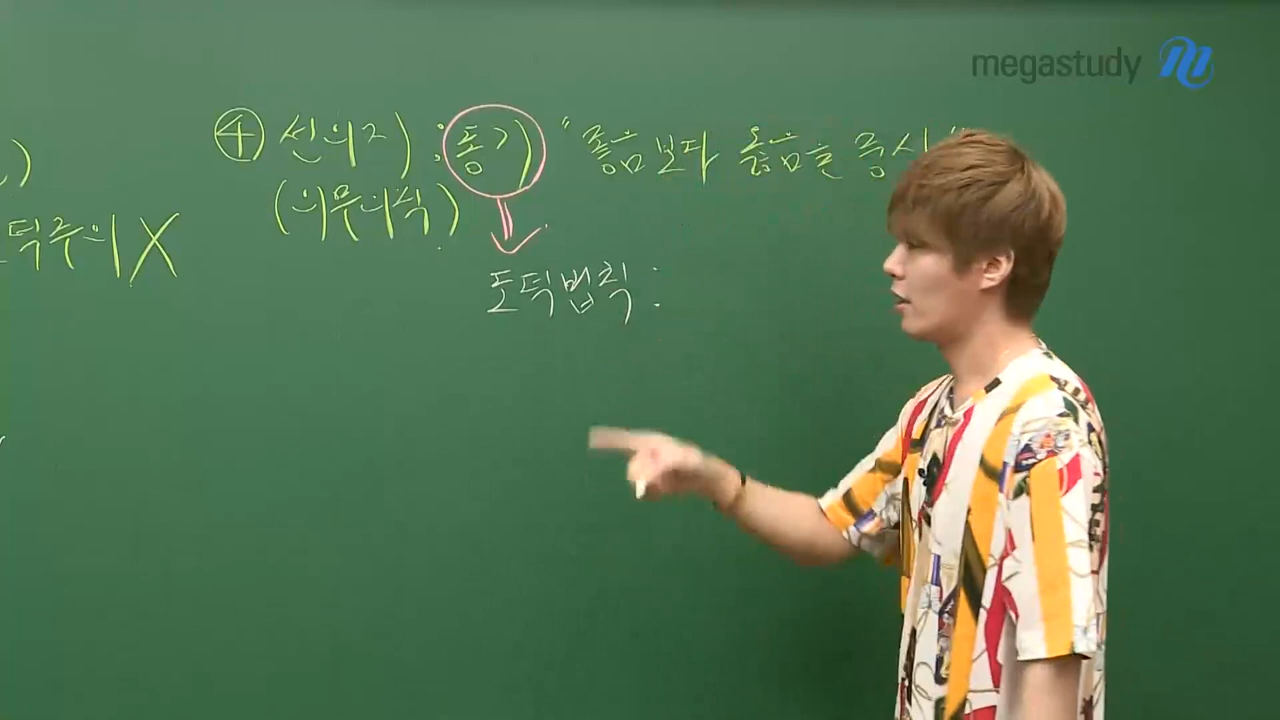 megastudy
④ 선의지 : 동기 "좋음보다 옳음을 중시"
(의무의식)
덕주의 X
도덕법칙 :